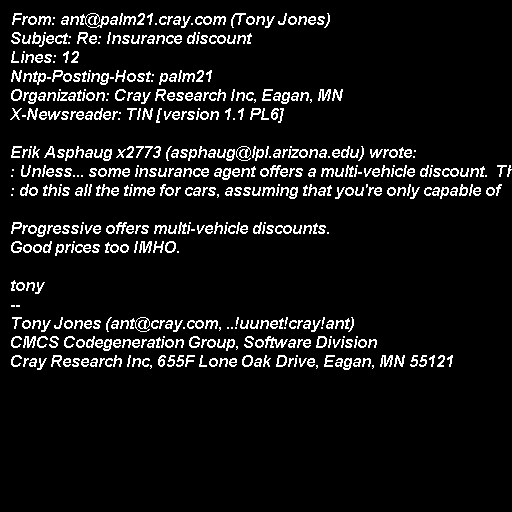 From: ant@palm21.cray.com (Tony Jones)
Subject: Re: Insurance discount
Lines: 12
Nntp-Posting-Host: palm21
Organization: Cray Research Inc, Eagan, MN
X-Newsreader: TIN [version 1.1 PL6]

Erik Asphaug x2773 (asphaug@lpl.arizona.edu) wrote:
: Unless... some insurance agent offers a multi-vehicle discount.
: do this all the time for cars, assuming that you're only capable of

Progressive offers multi-vehicle discounts.
Good prices too IMHO.

tony
--
Tony Jones (ant@cray.com, ..!uunet!cray!ant)
CMCS Codegeneration Group, Software Division
Cray Research Inc, 655F Lone Oak Drive, Eagan, MN 55121